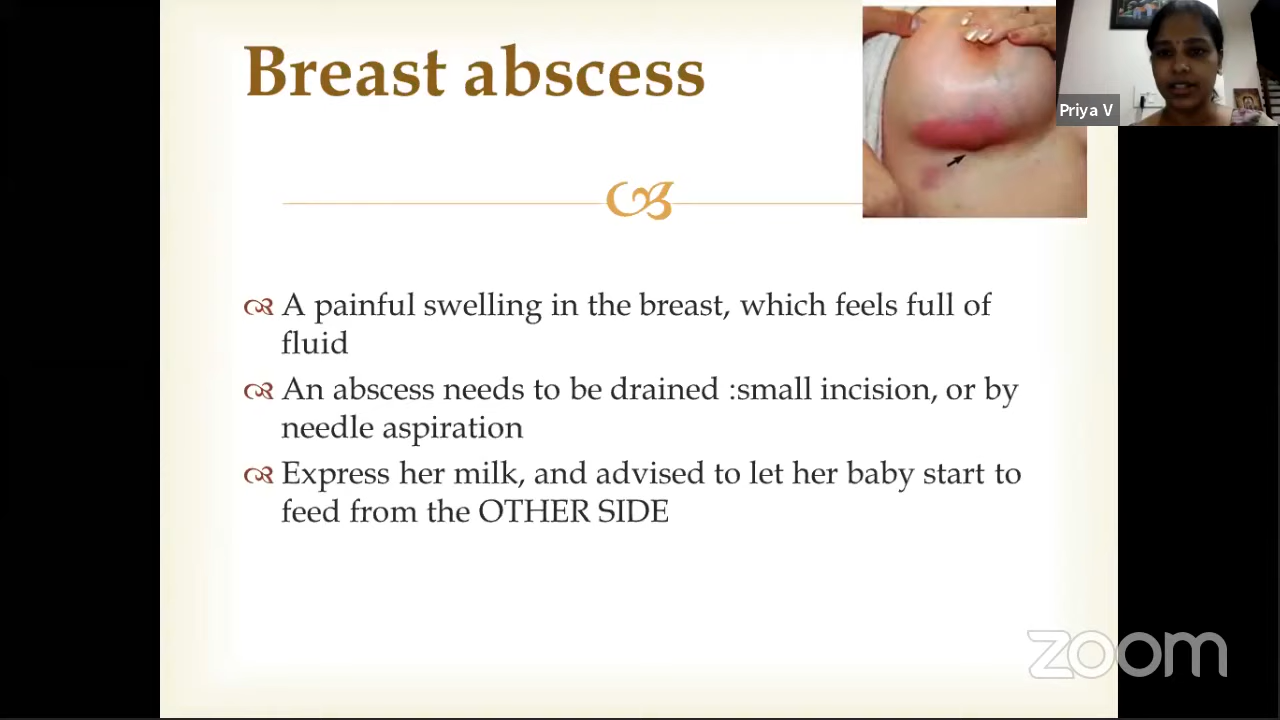 Breast abscess
Priya V
A painful swelling in the breast, which feels full of
fluid
An abscess needs to be drained :small incision, or by
needle aspiration
Express her milk, and advised to let her baby start to
feed from the OTHER SIDE
zoom